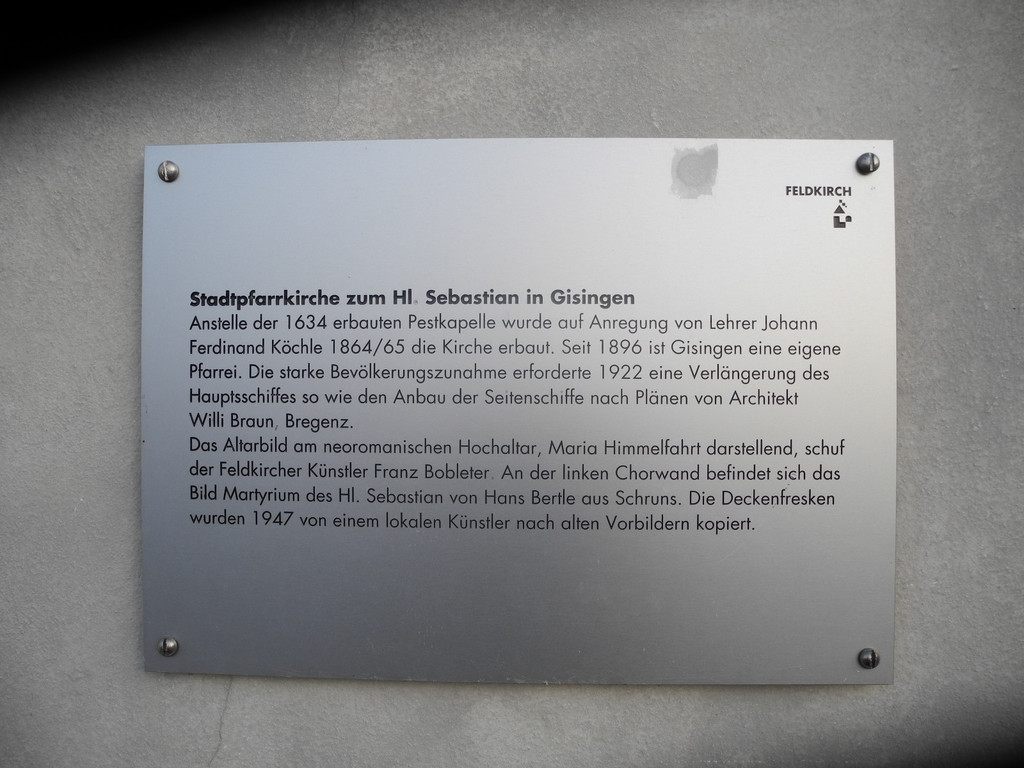 FELDKIRCH
Stadtpfarrkirche zum Hl. Sebastian in Gisingen
Anstelle der 1634 erbauten Pestkapelle wurde auf Anregung von Lehrer Johann
Ferdinand Köchle 1864/65 die Kirche erbaut. Seit 1896 ist Gisingen eine eigene
Pfarrei. Die starke Bevölkerungszunahme erforderte 1922 eine Verlängerung des
Hauptsschiffes so wie den Anbau der Seitenschiffe nach Plänen von Architekt
Willi Braun, Bregenz.
Das Altarbild am neoromanischen Hochaltar, Maria Himmelfahrt darstellend, schuf
der Feldkircher Künstler Franz Bobleter. An der linken Chorwand befindet sich das
Bild Martyrium des Hl. Sebastian von Hans Bertle aus Schruns. Die Deckenfresken
wurden 1947 von einem lokalen Künstler nach alten Vorbildern kopiert.